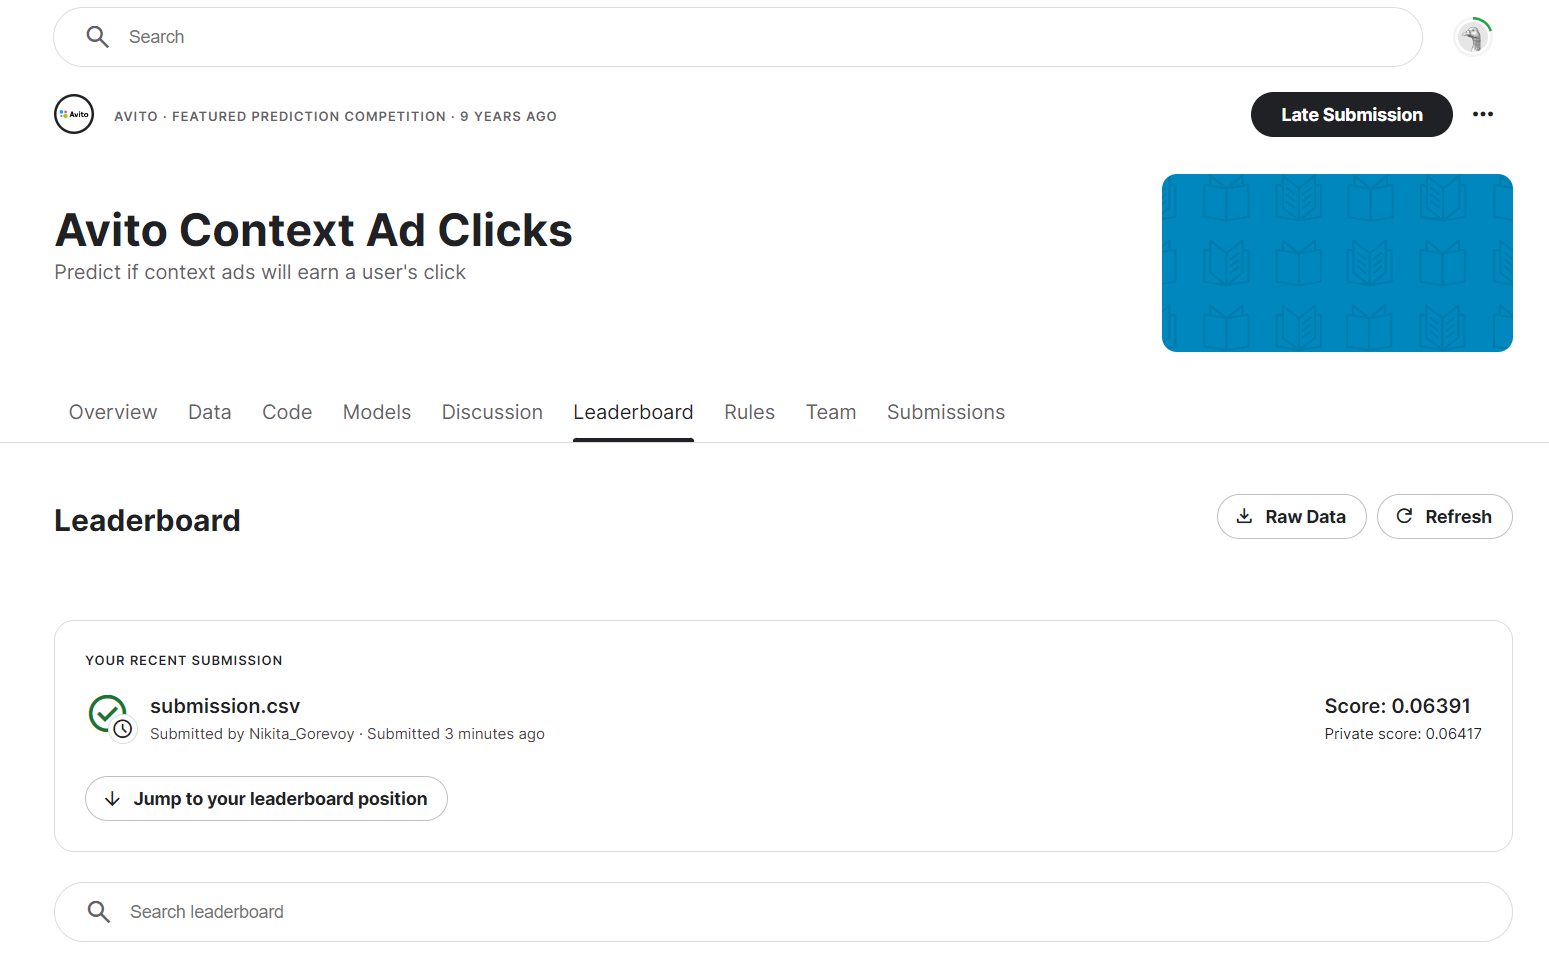 Search
Avito
AVITO · FEATURED PREDICTION COMPETITION · 9 YEARS AGO
Late Submission
Avito Context Ad Clicks
Predict if context ads will earn a user's click
Overview Data Code Models Discussion Leaderboard Rules Team Submissions
Leaderboard
Raw Data
Refresh
YOUR RECENT SUBMISSION
submission.csv
Submitted by Nikita_Gorevoy · Submitted 3 minutes ago
Score: 0.06391
Private score: 0.06417
Jump to your leaderboard position
Search leaderboard